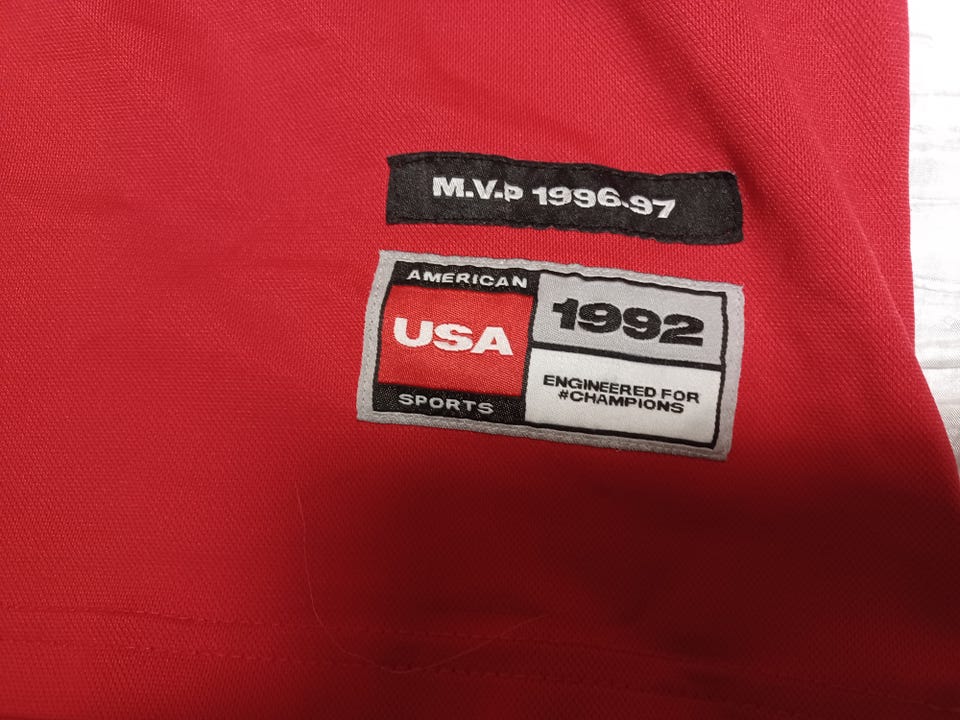 M.V.P 1996-97
AMERICAN
USA
SPORTS
1992
ENGINEERED FOR
#CHAMPIONS